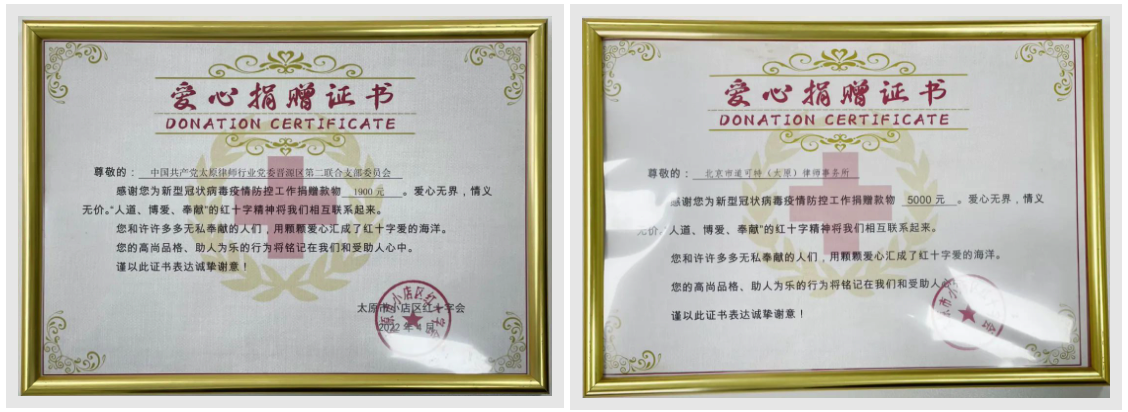 爱心捐赠证书
DONATION CERTIFICATE
尊敬的：中国共产党太原律师行业党委晋源区第二联合支部委员会
感谢您为新型冠状病毒疫情防控工作捐赠款物 1900 元 。爱心无界，情义
无价。“人道、博爱、奉献”的红十字精神将我们相互联系起来。
您和许许多多无私奉献的人们，用颗颗爱心汇成了红十字爱的海洋。
您的高尚品格、助人为乐的行为将铭记在我们和受助人心中。
谨以此证书表达诚挚谢意！
太原市小店区红十字会
2022 年 4 月
爱心捐赠证书
DONATION CERTIFICATE
尊敬的：北京市道可特（太原）律师事务所
感谢您为新型冠状病毒疫情防控工作捐赠款物 5000 元 。爱心无界，情义
无价。“人道、博爱、奉献”的红十字精神将我们相互联系起来。
您和许许多多无私奉献的人们，用颗颗爱心汇成了红十字爱的海洋。
您的高尚品格、助人为乐的行为将铭记在我们和受助人心
谨以此证书表达诚挚谢意！